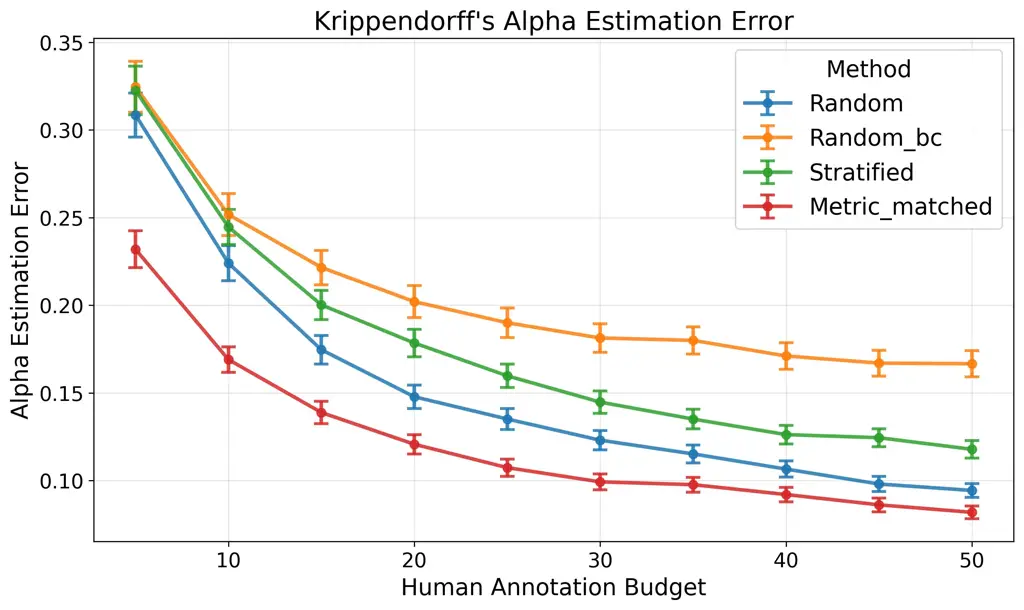 Krippendorff's Alpha Estimation Error
0.35
0.30
0.25
0.20
0.15
0.10
Alpha Estimation Error
Method
Random
Random_bc
Stratified
Metric_matched
10
20
30
40
50
Human Annotation Budget